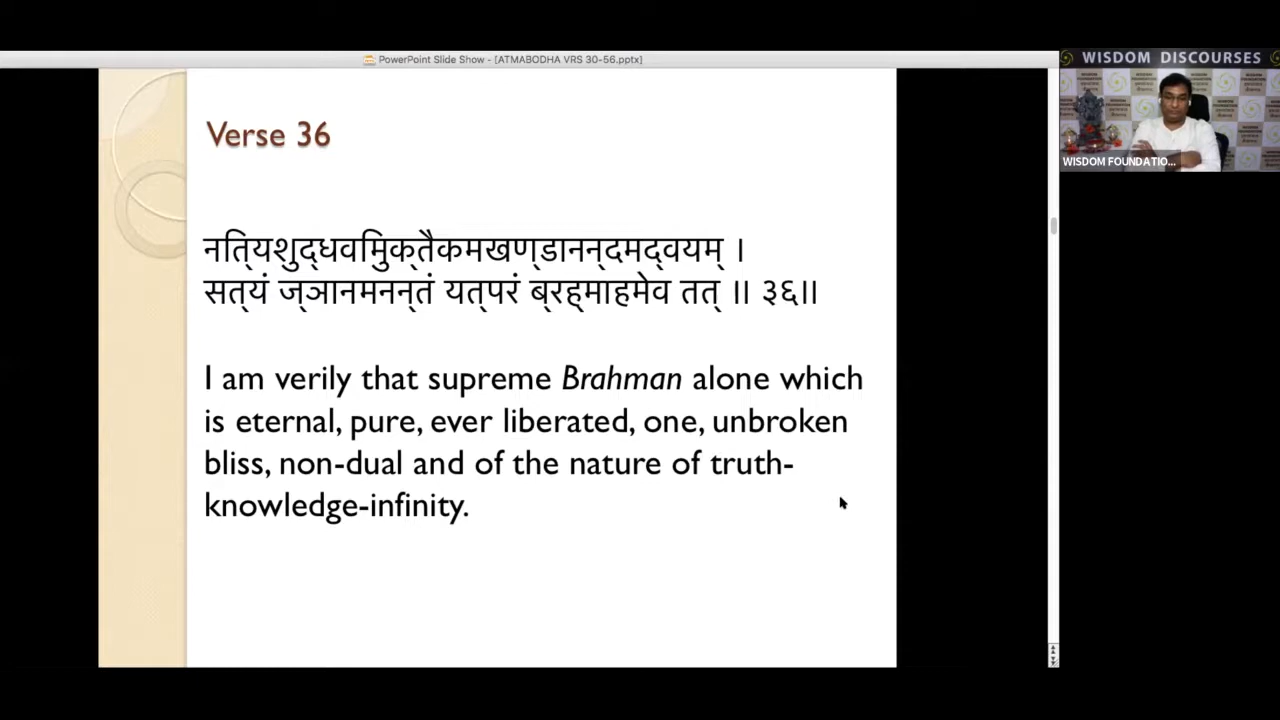 PowerPoint Slide Show - [ATMABODHA VRS 30-56.pptx]
WISDOM DISCOURSES
WISDOM FOUNDATIO...
Verse 36
नति्यशुद्‌धवमिुक्‌तैकमखण्‌डानन्‌दमद्‌वयम् ।
सत्‌यं ज्‌ञानमनन्‌तं यत्‌परं ब्‌रह्‌माहमेव तत् ॥ ३६॥
I am verily that supreme Brahman alone which
is eternal, pure, ever liberated, one, unbroken
bliss, non-dual and of the nature of truth-
knowledge-infinity.